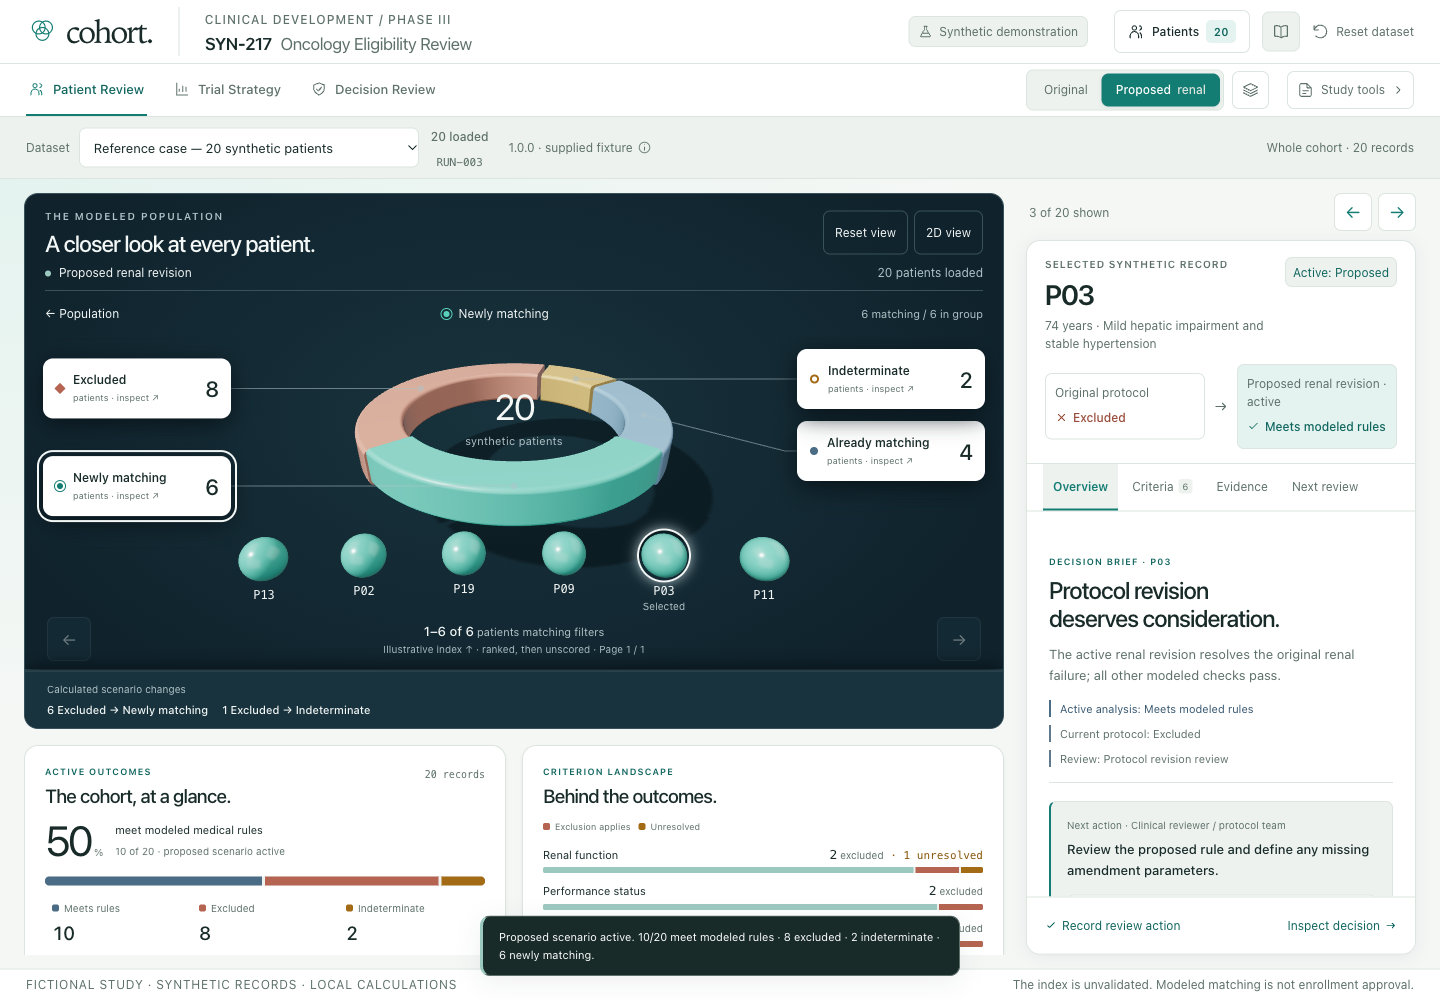 cohort.
CLINICAL DEVELOPMENT / PHASE III
SYN-217 Oncology Eligibility Review
Synthetic demonstration
Patients 20
Reset dataset
Patient Review
Trial Strategy
Decision Review
Original
Proposed renal
Study tools
Dataset
Reference case — 20 synthetic patients
20 loaded
RUN-003
1.0.0 · supplied fixture
Whole cohort · 20 records
THE MODELED POPULATION
A closer look at every patient.
Reset view
2D view
Proposed renal revision
20 patients loaded
← Population
Newly matching
6 matching / 6 in group
Excluded
patients · inspect ↗
8
Indeterminate
patients · inspect ↗
2
20
synthetic patients
Already matching
patients · inspect ↗
4
Newly matching
patients · inspect ↗
6
P13
P02
P19
P09
P03
Selected
P11
1–6 of 6 patients matching filters
Illustrative index ↑ · ranked, then unscored · Page 1 / 1
←
→
Calculated scenario changes
6 Excluded → Newly matching
1 Excluded → Indeterminate
ACTIVE OUTCOMES
20 records
The cohort, at a glance.
50 %
meet modeled medical rules
10 of 20 · proposed scenario active
Meets rules
10
Excluded
8
Indeterminate
2
CRITERION LANDSCAPE
Behind the outcomes.
Exclusion applies
Unresolved
Renal function
2 excluded · 1 unresolved
Performance status
2 excluded
Proposed scenario active. 10/20 meet modeled rules · 8 excluded · 2 indeterminate ·
6 newly matching.
3 of 20 shown
←
→
SELECTED SYNTHETIC RECORD
Active: Proposed
P03
74 years · Mild hepatic impairment and
stable hypertension
Original protocol
Excluded
→
Proposed renal revision ·
active
Meets modeled rules
Overview
Criteria 6
Evidence
Next review
DECISION BRIEF · P03
Protocol revision
deserves consideration.
The active renal revision resolves the original renal
failure; all other modeled checks pass.
Active analysis: Meets modeled rules
Current protocol: Excluded
Review: Protocol revision review
Next action · Clinical reviewer / protocol team
Review the proposed rule and define any missing
amendment parameters.
Record review action
Inspect decision →
FICTIONAL STUDY · SYNTHETIC RECORDS · LOCAL CALCULATIONS
The index is unvalidated. Modeled matching is not enrollment approval.